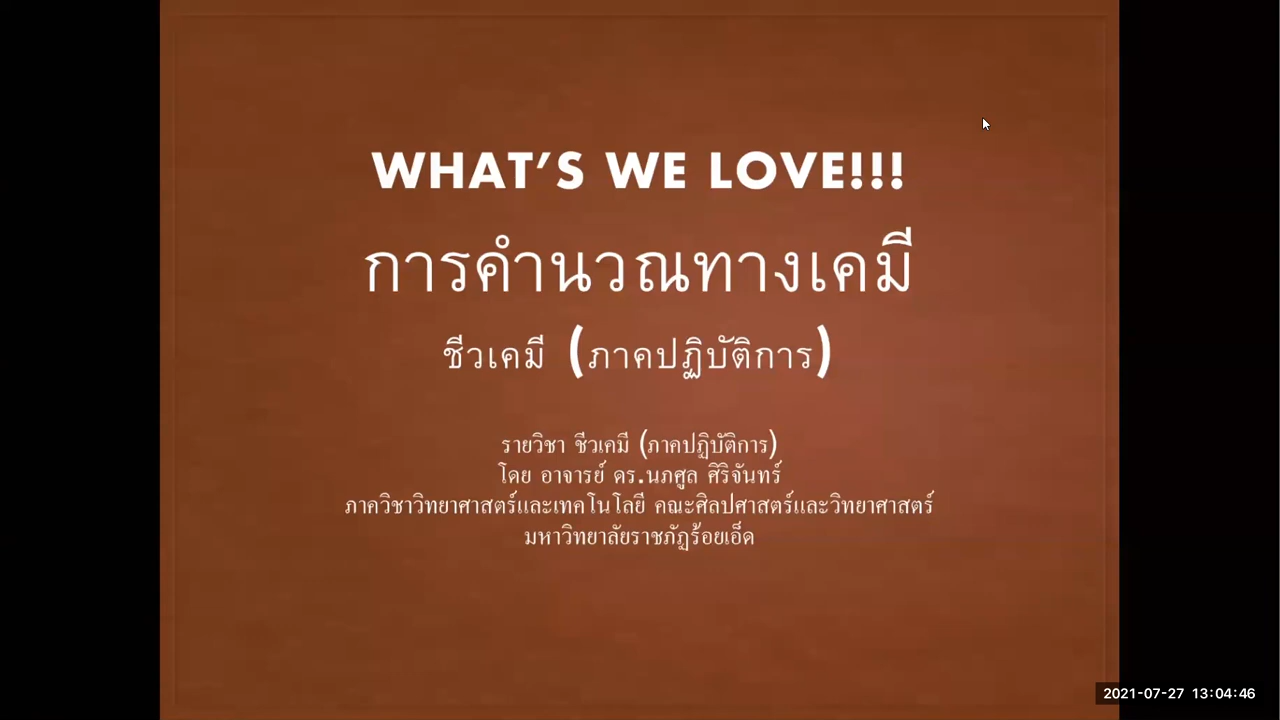 WHAT'S WE LOVE!!!
การคำนวณทางเคมี
ชีวเคมี (ภาคปฏิบัติการ)
รายวิชา ชีวเคมี (ภาคปฏิบัติการ)
โดย อาจารย์ ดร.นภศูล ศิริจันทร์
ภาควิชาวิทยาศาสตร์และเทคโนโลยี คณะศิลปศาสตร์และวิทยาศาสตร์
มหาวิทยาลัยราชภัฏร้อยเอ็ด
2021-07-27 13:04:46